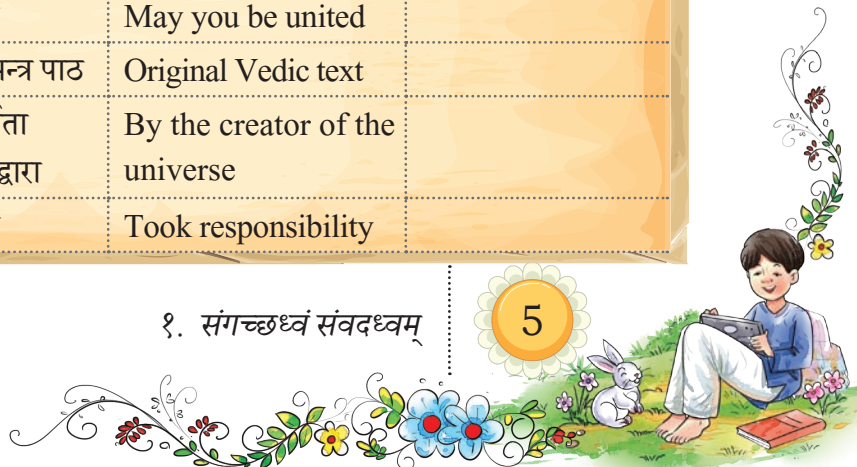 May you be united
पाठ Original Vedic text
By the creator of the
द्वारा universe
Took responsibility
१. संगच्छध्वं संवदध्वम्
5